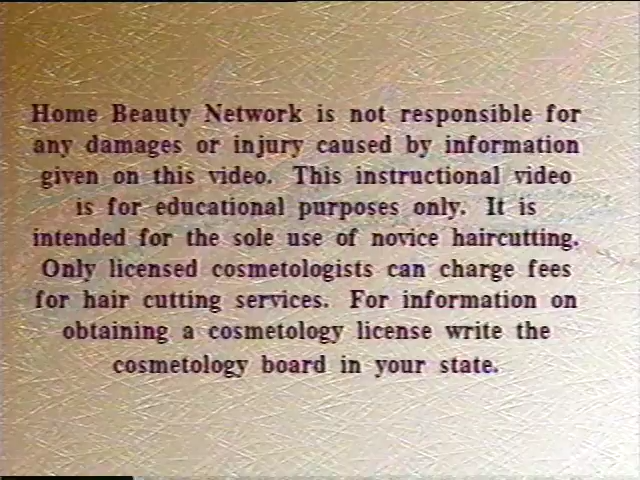 Home Beauty Network is not responsible for
any damages or injury caused by information
given on this video. This instructional video
is for educational purposes only. It is
intended for the sole use of novice haircutting.
Only licensed cosmetologists can charge fees
for hair cutting services. For information on
obtaining a cosmetology license write the
cosmetology board in your state.